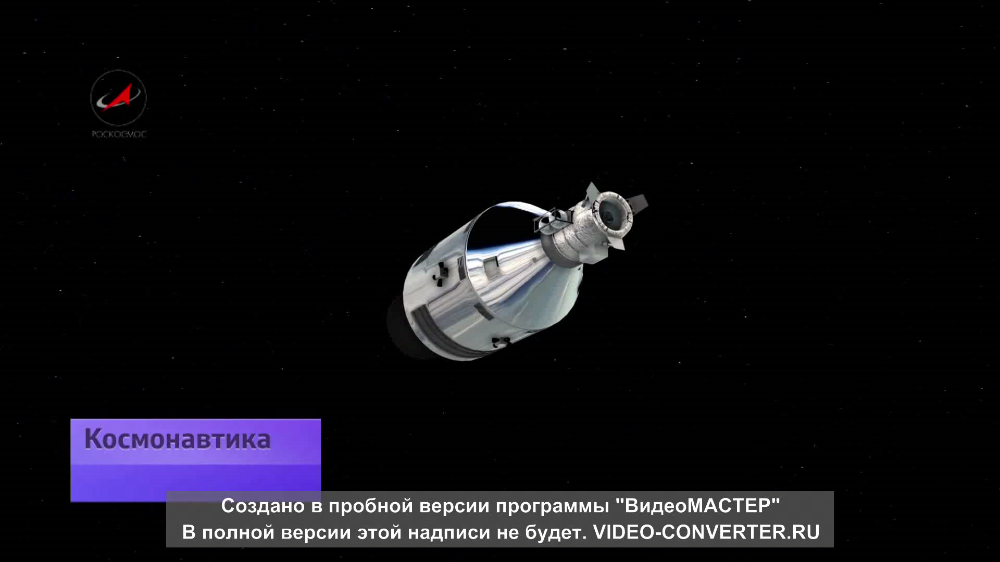 РОСКОСМОС
Космонавтика
Создано в пробной версии программы "ВидеоМАСТЕР"
В полной версии этой надписи не будет. VIDEO-CONVERTER.RU